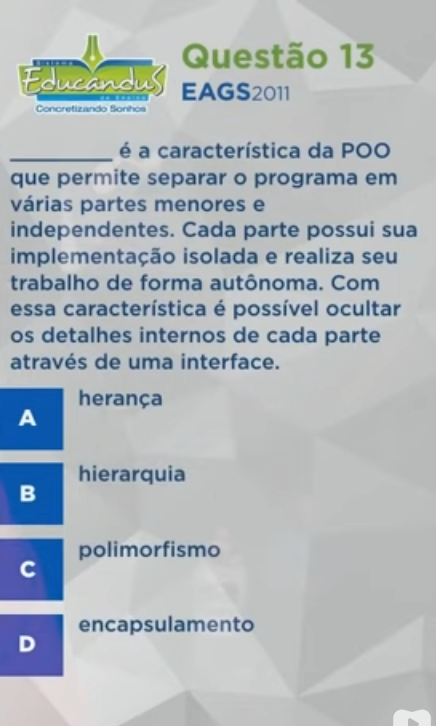 Sistema
Educandus
de Ensino
Concretizando Sonhos
Questão 13
EAGS2011
__________ é a característica da POO
que permite separar o programa em
várias partes menores e
independentes. Cada parte possui sua
implementação isolada e realiza seu
trabalho de forma autônoma. Com
essa característica é possível ocultar
os detalhes internos de cada parte
através de uma interface.
A herança
B hierarquia
C polimorfismo
D encapsulamento